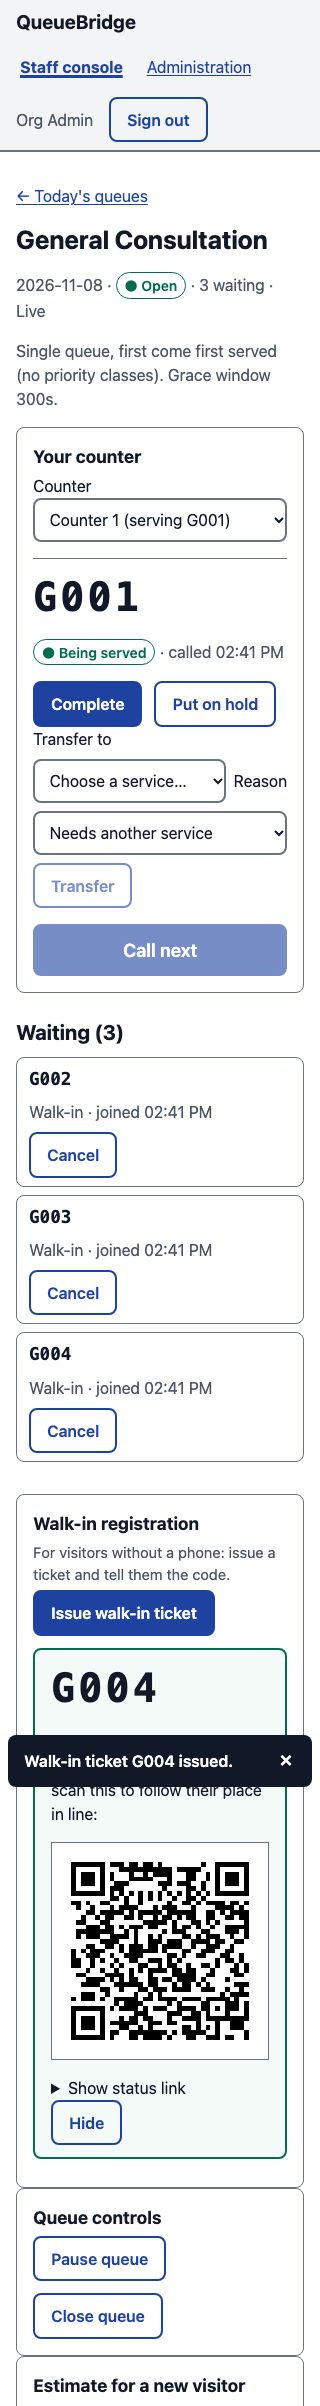 QueueBridge
Staff console Administration
Org Admin Sign out
← Today's queues
General Consultation
2026-11-08 · ● Open · 3 waiting ·
Live
Single queue, first come first served
(no priority classes). Grace window
300s.
Your counter
Counter
Counter 1 (serving G001)
G001
● Being served · called 02:41 PM
Complete Put on hold
Transfer to
Choose a service... Reason
Needs another service
Transfer
Call next
Waiting (3)
G002
Walk-in · joined 02:41 PM
Cancel
G003
Walk-in · joined 02:41 PM
Cancel
G004
Walk-in · joined 02:41 PM
Cancel
Walk-in registration
For visitors without a phone: issue a
ticket and tell them the code.
Issue walk-in ticket
G004
Walk-in ticket G004 issued. ×
scan this to follow their place
in line:
▶ Show status link
Hide
Queue controls
Pause queue
Close queue
Estimate for a new visitor